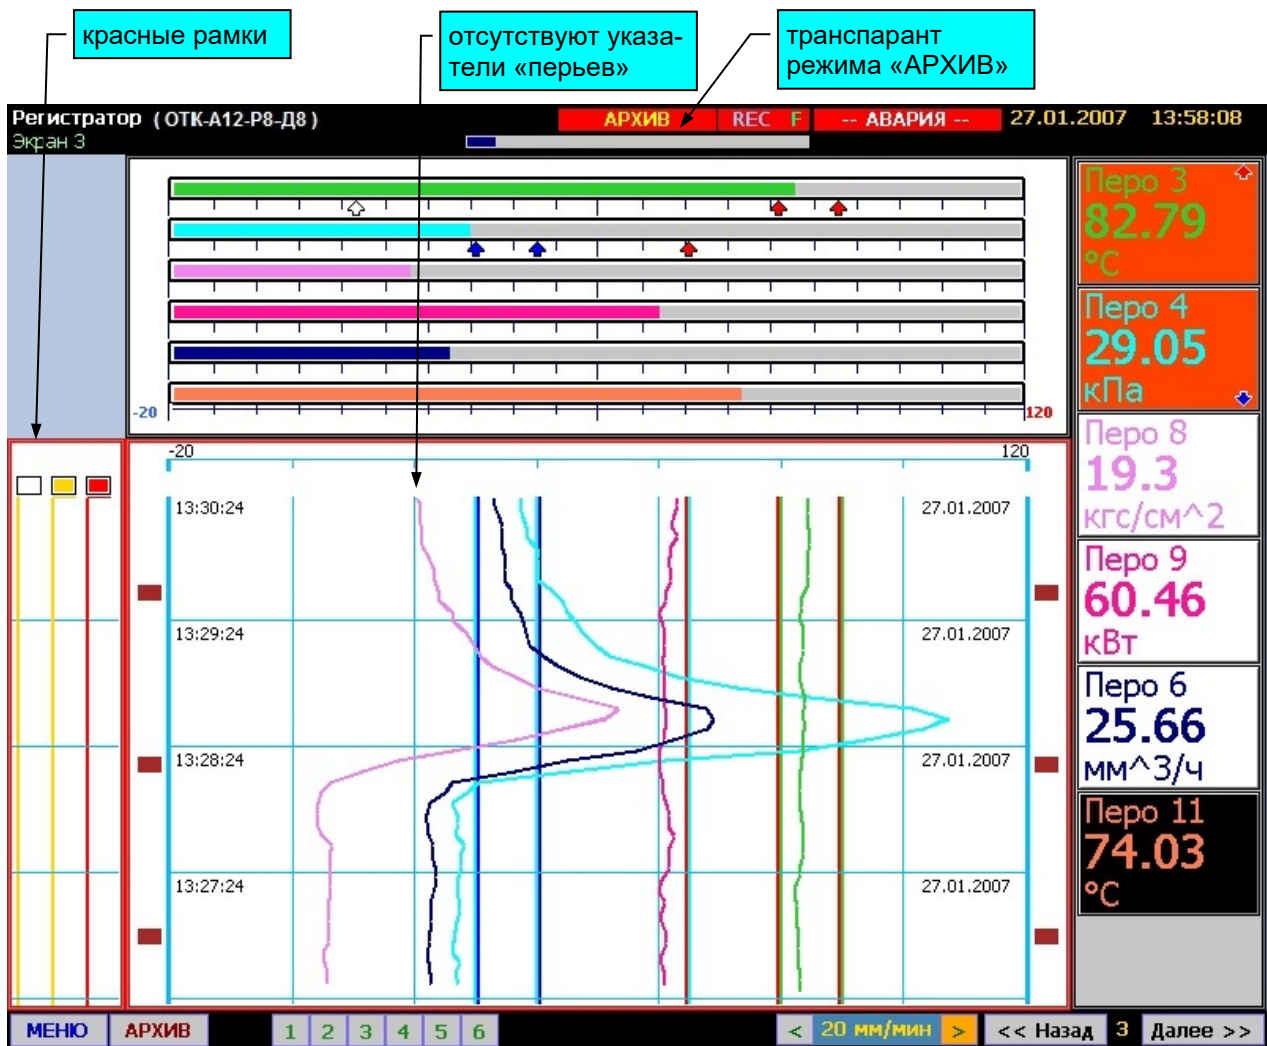 красные рамки
отсутствуют указа-
тели «перьев»
транспарант
режима «АРХИВ»
Регистратор ( ОТК-А12-Р8-Д8 )
АРХИВ REC F -- АВАРИЯ -- 27.01.2007 13:58:08
Экран 3
-20 120
Перо 3
82.79
°C
Перо 4
29.05
кПа
Перо 8
19.3
кгс/см^2
Перо 9
60.46
кВт
Перо 6
25.66
мм^3/ч
Перо 11
74.03
°C
-20 120
13:30:24 27.01.2007
13:29:24 27.01.2007
13:28:24 27.01.2007
13:27:24 27.01.2007
МЕНЮ АРХИВ 1 2 3 4 5 6 < 20 мм/мин > << Назад 3 Далее >>